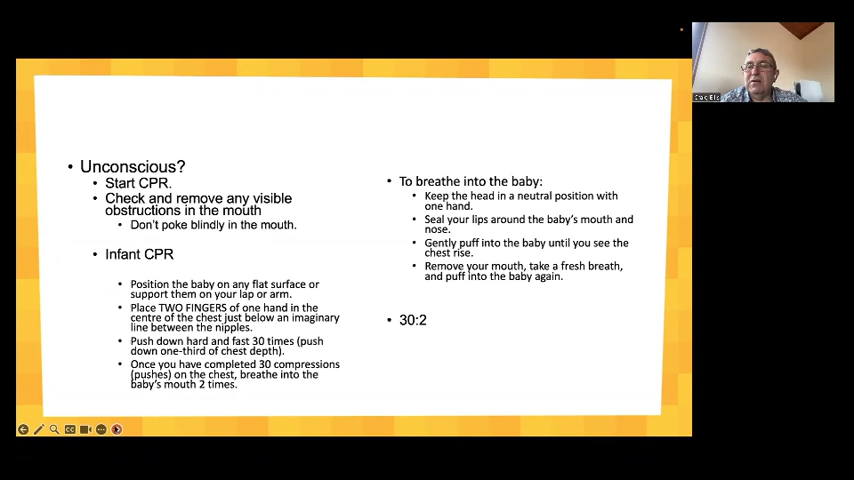 Unconscious?
Start CPR.
Check and remove any visible
obstructions in the mouth
Don't poke blindly in the mouth.
Infant CPR
Position the baby on any flat surface or
support them on your lap or arm.
Place TWO FINGERS of one hand in the
centre of the chest just below an imaginary
line between the nipples.
Push down hard and fast 30 times (push
down one-third of chest depth).
Once you have completed 30 compressions
(pushes) on the chest, breathe into the
baby's mouth 2 times.
To breathe into the baby:
Keep the head in a neutral position with
one hand.
Seal your lips around the baby's mouth and
nose.
Gently puff into the baby until you see the
chest rise.
Remove your mouth, take a fresh breath,
and puff into the baby again.
30:2